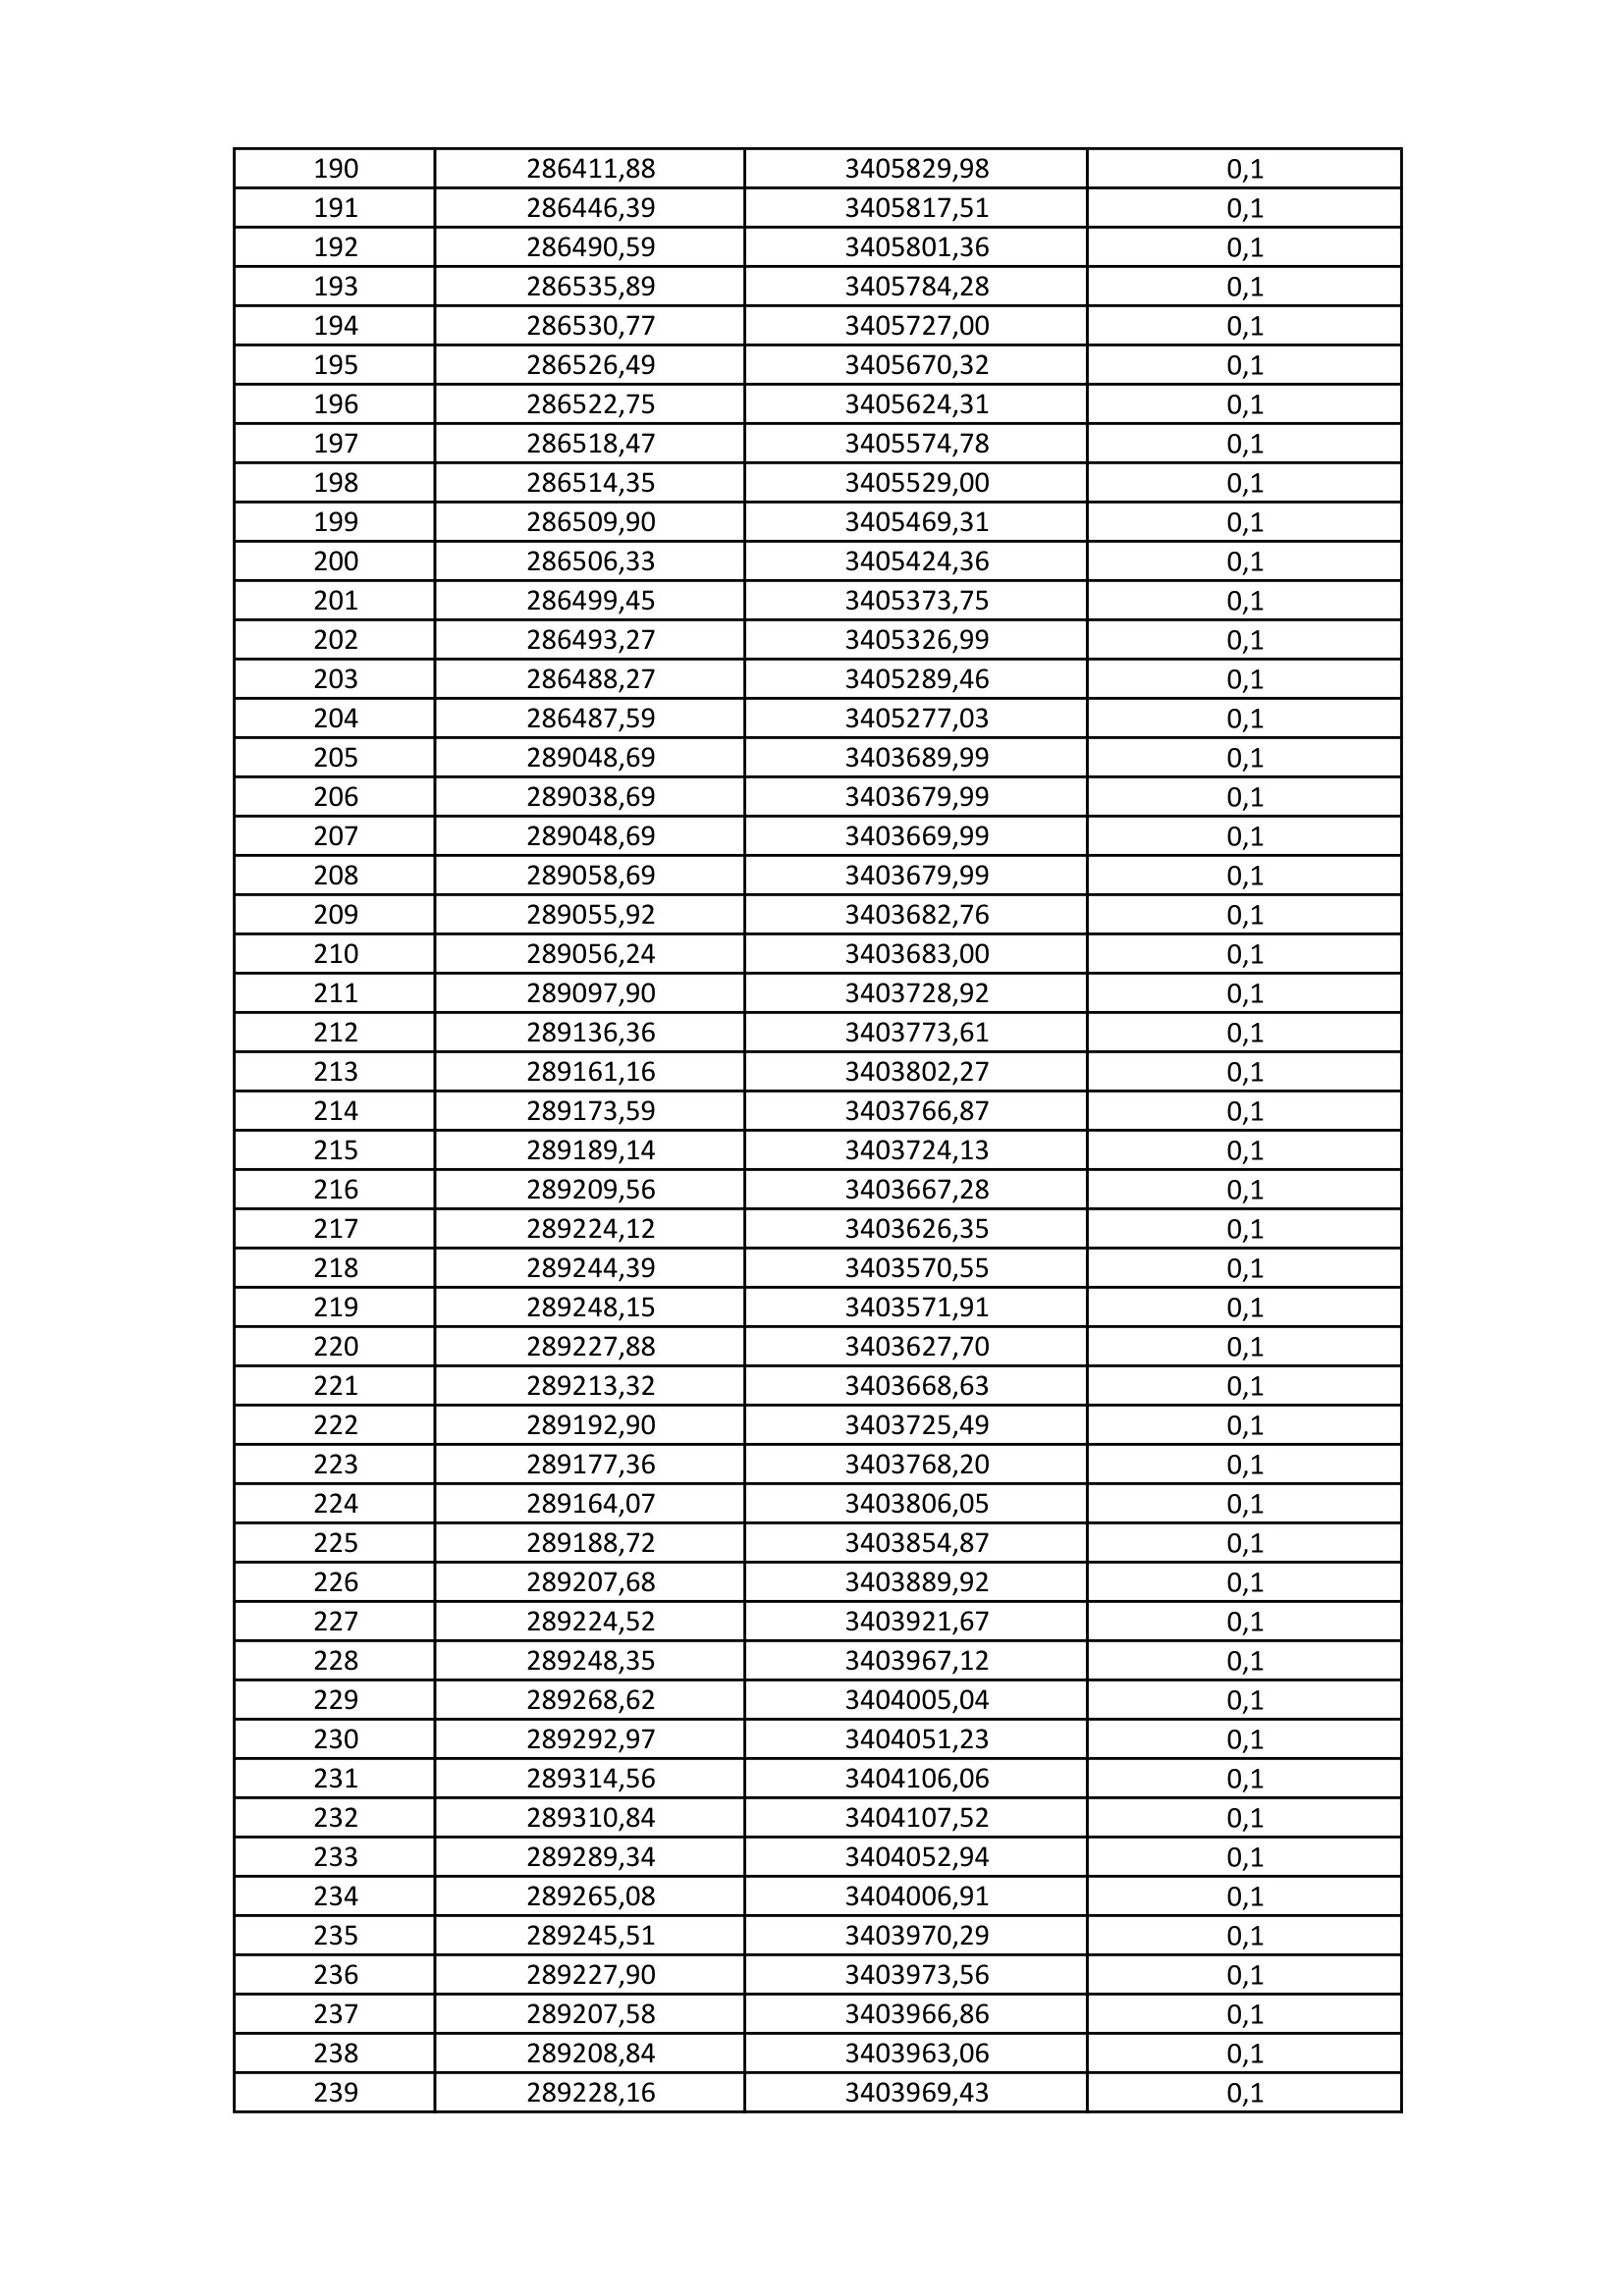 190 286411,88 3405829,98 0,1
191 286446,39 3405817,51 0,1
192 286490,59 3405801,36 0,1
193 286535,89 3405784,28 0,1
194 286530,77 3405727,00 0,1
195 286526,49 3405670,32 0,1
196 286522,75 3405624,31 0,1
197 286518,47 3405574,78 0,1
198 286514,35 3405529,00 0,1
199 286509,90 3405469,31 0,1
200 286506,33 3405424,36 0,1
201 286499,45 3405373,75 0,1
202 286493,27 3405326,99 0,1
203 286488,27 3405289,46 0,1
204 286487,59 3405277,03 0,1
205 289048,69 3403689,99 0,1
206 289038,69 3403679,99 0,1
207 289048,69 3403669,99 0,1
208 289058,69 3403679,99 0,1
209 289055,92 3403682,76 0,1
210 289056,24 3403683,00 0,1
211 289097,90 3403728,92 0,1
212 289136,36 3403773,61 0,1
213 289161,16 3403802,27 0,1
214 289173,59 3403766,87 0,1
215 289189,14 3403724,13 0,1
216 289209,56 3403667,28 0,1
217 289224,12 3403626,35 0,1
218 289244,39 3403570,55 0,1
219 289248,15 3403571,91 0,1
220 289227,88 3403627,70 0,1
221 289213,32 3403668,63 0,1
222 289192,90 3403725,49 0,1
223 289177,36 3403768,20 0,1
224 289164,07 3403806,05 0,1
225 289188,72 3403854,87 0,1
226 289207,68 3403889,92 0,1
227 289224,52 3403921,67 0,1
228 289248,35 3403967,12 0,1
229 289268,62 3404005,04 0,1
230 289292,97 3404051,23 0,1
231 289314,56 3404106,06 0,1
232 289310,84 3404107,52 0,1
233 289289,34 3404052,94 0,1
234 289265,08 3404006,91 0,1
235 289245,51 3403970,29 0,1
236 289227,90 3403973,56 0,1
237 289207,58 3403966,86 0,1
238 289208,84 3403963,06 0,1
239 289228,16 3403969,43 0,1